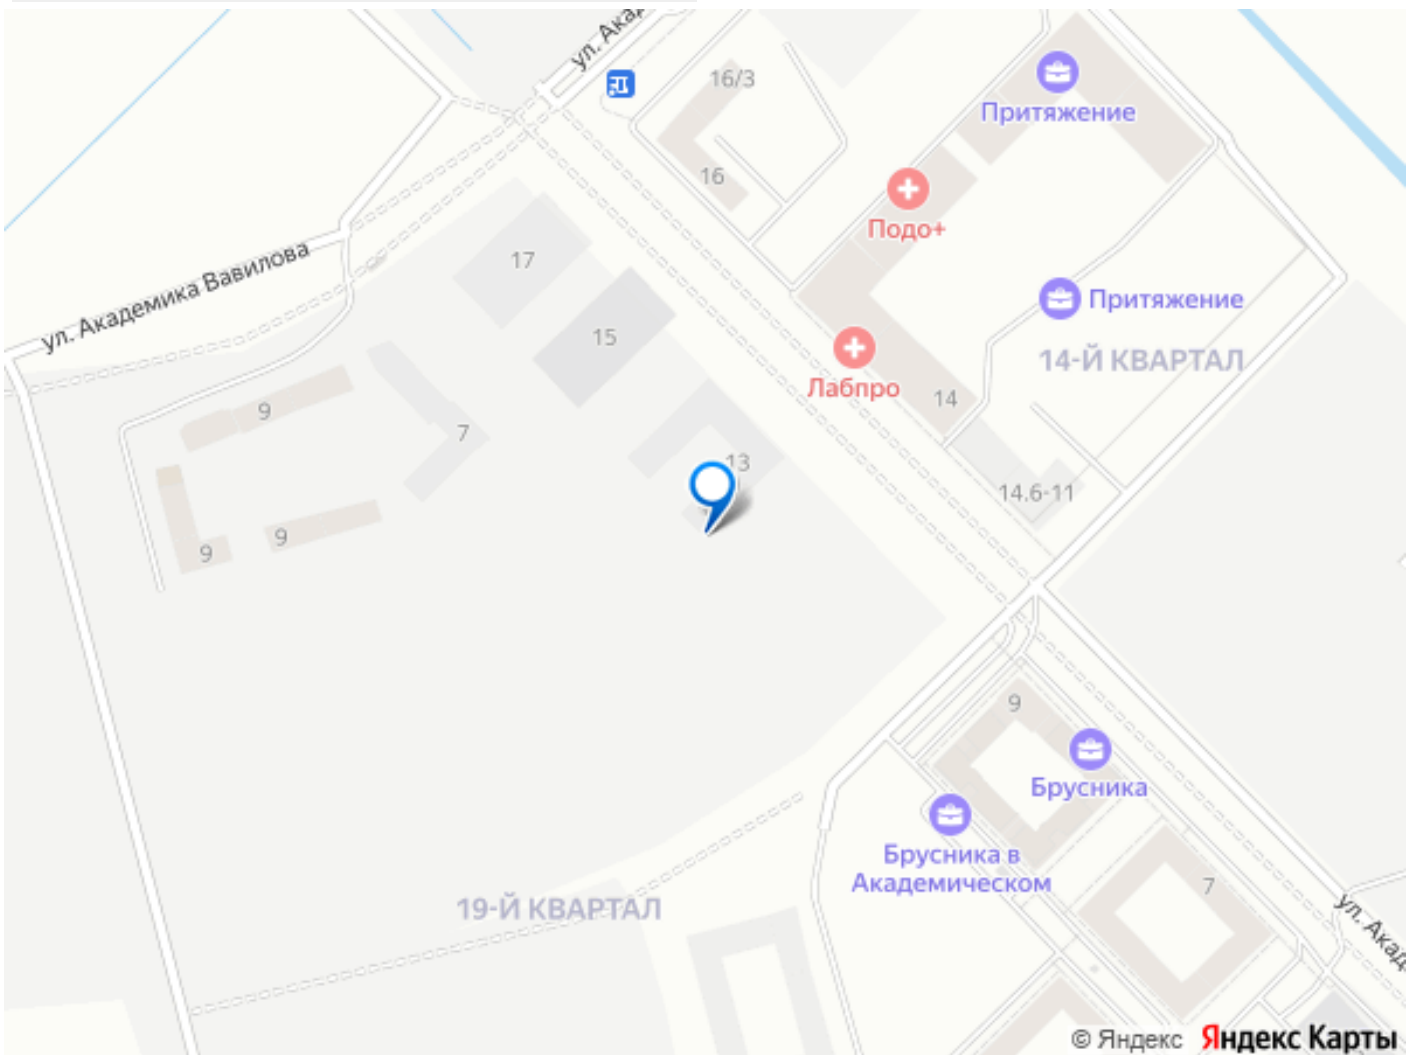 ул. Ака
16/3
Притяжение
16
Подо+
17
ул. Академика Вавилова
Притяжение
15
14-Й КВАРТАЛ
Лабпро
14
9
7
13
14.6-11
9
9
9
Брусника
Брусника в
Академическом
7
19-Й КВАРТАЛ
ул. Акад
© Яндекс Яндекс Карты